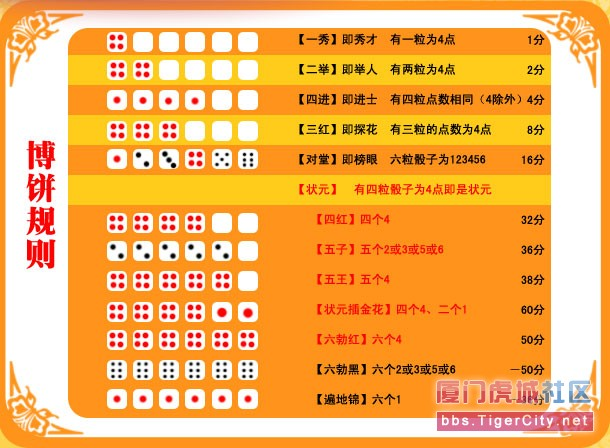 博饼规则
【一秀】即秀才 有一粒为4点 1分
【二举】即举人 有两粒为4点 2分
【四进】即进士 有四粒点数相同（4除外）4分
【三红】即探花 有三粒的点数为4点 8分
【对堂】即榜眼 六粒骰子为123456 16分
【状元】 有四粒骰子为4点即是状元
【四红】四个4 32分
【五子】五个2或3或5或6 36分
【五王】五个4 38分
【状元插金花】四个4、二个1 60分
【六勃红】六个4 50分
【六勃黑】六个2或3或5或6 －50分
【遍地锦】六个1
厦门虎城社区
bbs.TigerCity.net